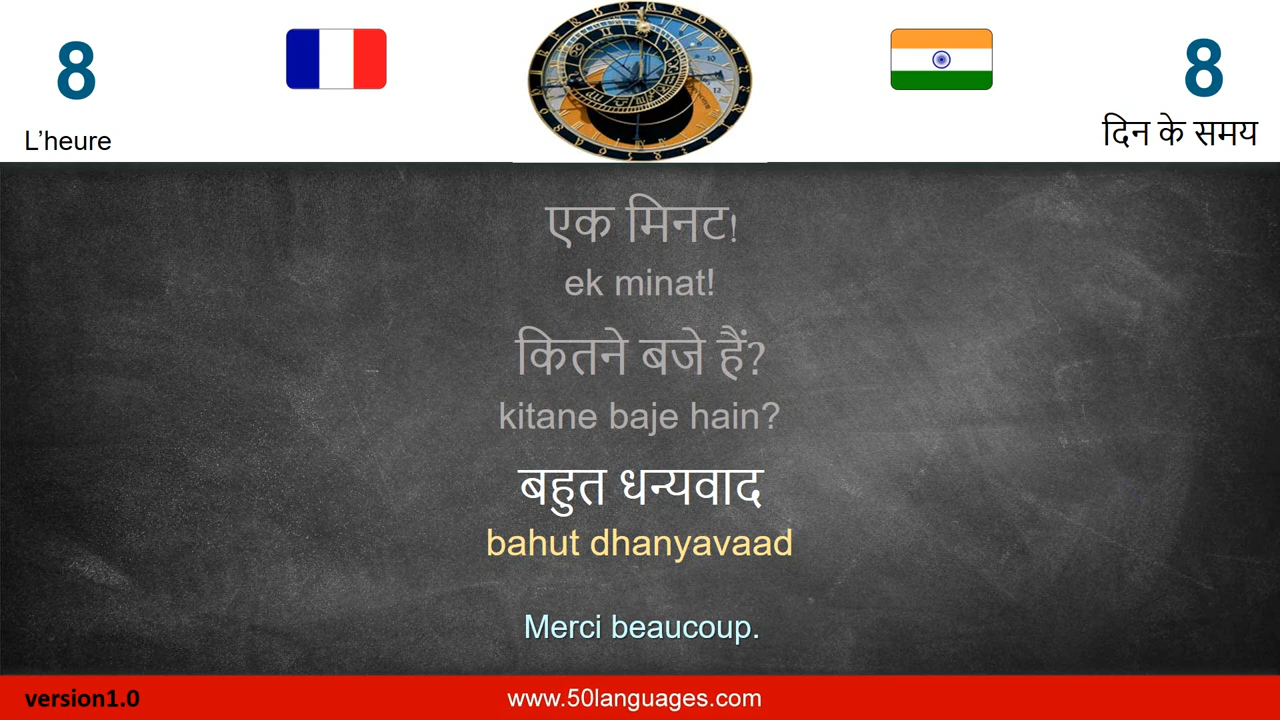 8
8
L’heure
दिन के समय
एक मिनट!
ek minat!
कितने बजे हैं?
kitane baje hain?
बहुत धन्यवाद
bahut dhanyavaad
Merci beaucoup.
version1.0
www.50languages.com